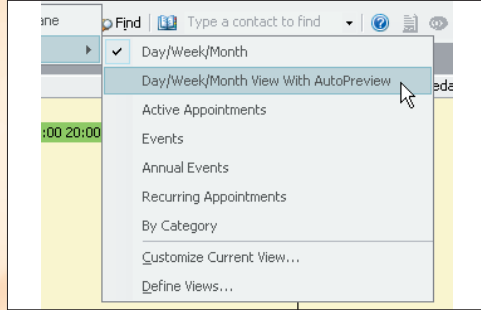 ane
Find Type a contact to find
Day/Week/Month
Day/Week/Month View With AutoPreview
eda
Active Appointments
:00 20:00
Events
Annual Events
Recurring Appointments
By Category
Customize Current View...
Define Views...